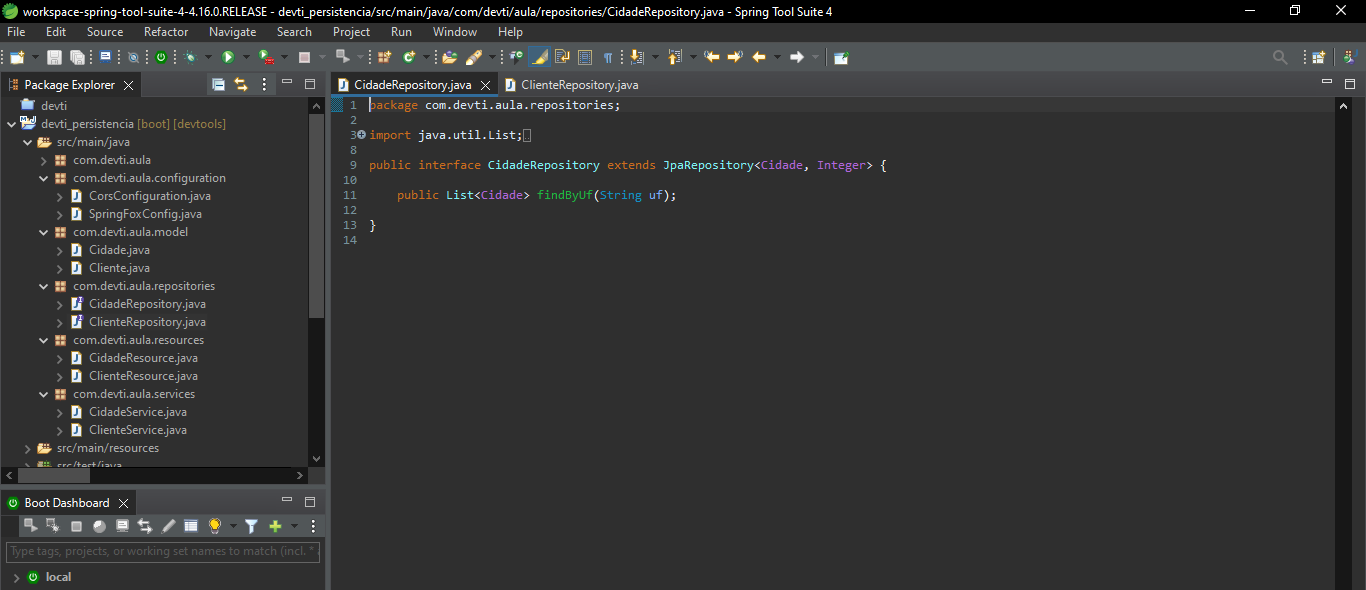 workspace-spring-tool-suite-4-4.16.0.RELEASE - devti_persistencia/src/main/java/com/devti/aula/repositories/CidadeRepository.java - Spring Tool Suite 4
File Edit Source Refactor Navigate Search Project Run Window Help
Package Explorer
devti
devti_persistencia [boot] [devtools]
src/main/java
com.devti.aula
com.devti.aula.configuration
CorsConfiguration.java
SpringFoxConfig.java
com.devti.aula.model
Cidade.java
Cliente.java
com.devti.aula.repositories
CidadeRepository.java
ClienteRepository.java
com.devti.aula.resources
CidadeResource.java
ClienteResource.java
com.devti.aula.services
CidadeService.java
ClienteService.java
src/main/resources
src/test/java
Boot Dashboard
Type tags, projects, or working set names to match (incl. *
local
CidadeRepository.java ClienteRepository.java
1 package com.devti.aula.repositories;
2
3 import java.util.List;
8
9 public interface CidadeRepository extends JpaRepository<Cidade, Integer> {
10
11 public List<Cidade> findByUf(String uf);
12
13 }
14